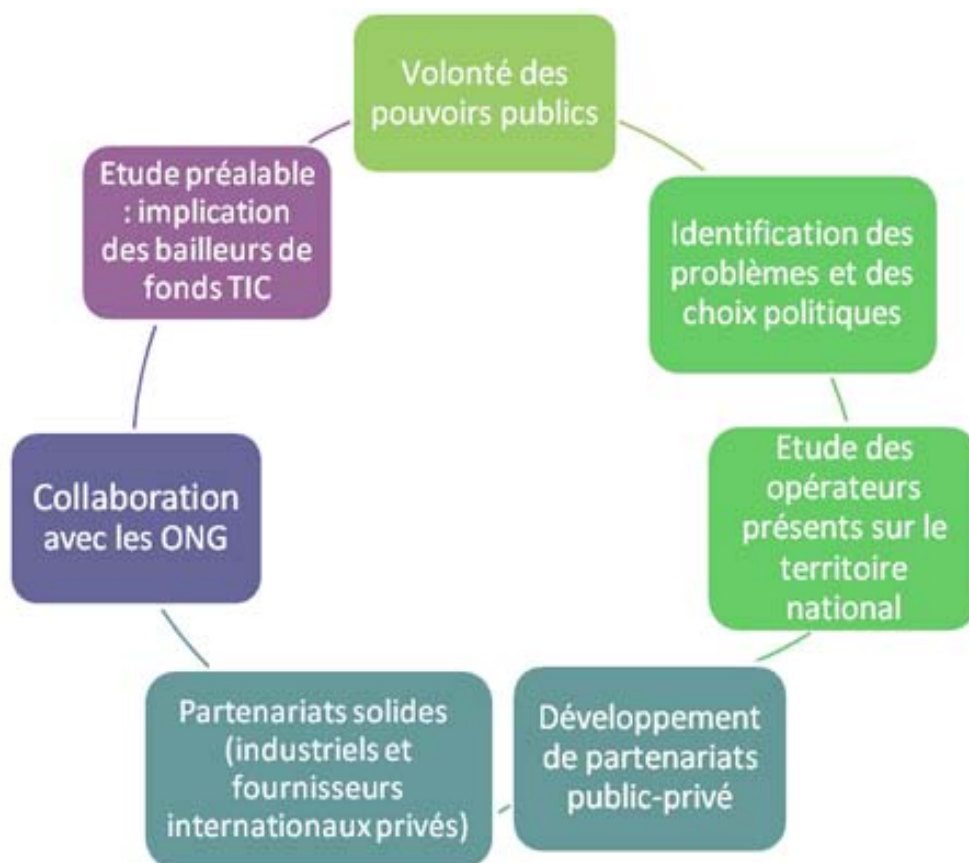 Volonté des
pouvoirs publics
Identification des
problèmes et des
choix politiques
Etude des
opérateurs
présents sur le
territoire
national
Développement
de partenariats
public-privé
Partenariats solides
(industriels et
fournisseurs
internationaux privés)
Collaboration
avec les ONG
Etude préalable
: implication
des bailleurs de
fonds TIC